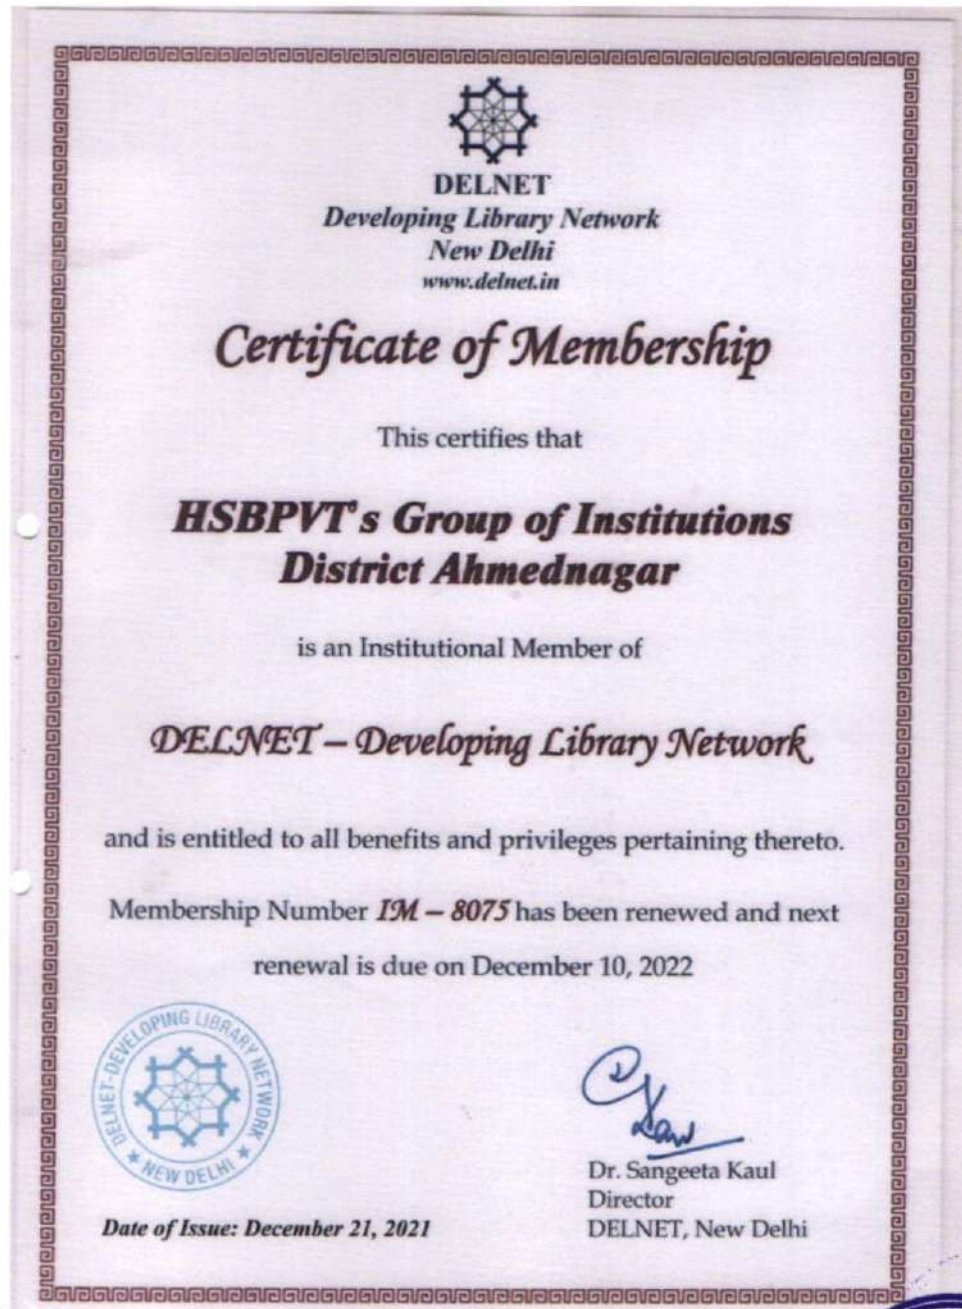 DELNET
Developing Library Network
New Delhi
www.delnet.in
Certificate of Membership
This certifies that
HSBPVT's Group of Institutions
District Ahmednagar
is an Institutional Member of
DELNET – Developing Library Network
and is entitled to all benefits and privileges pertaining thereto.
Membership Number IM – 8075 has been renewed and next
renewal is due on December 10, 2022
DELNET-DEVELOPING LIBRARY NETWORK
★ NEW DELHI ★
Dr. Sangeeta Kaul
Director
DELNET, New Delhi
Date of Issue: December 21, 2021